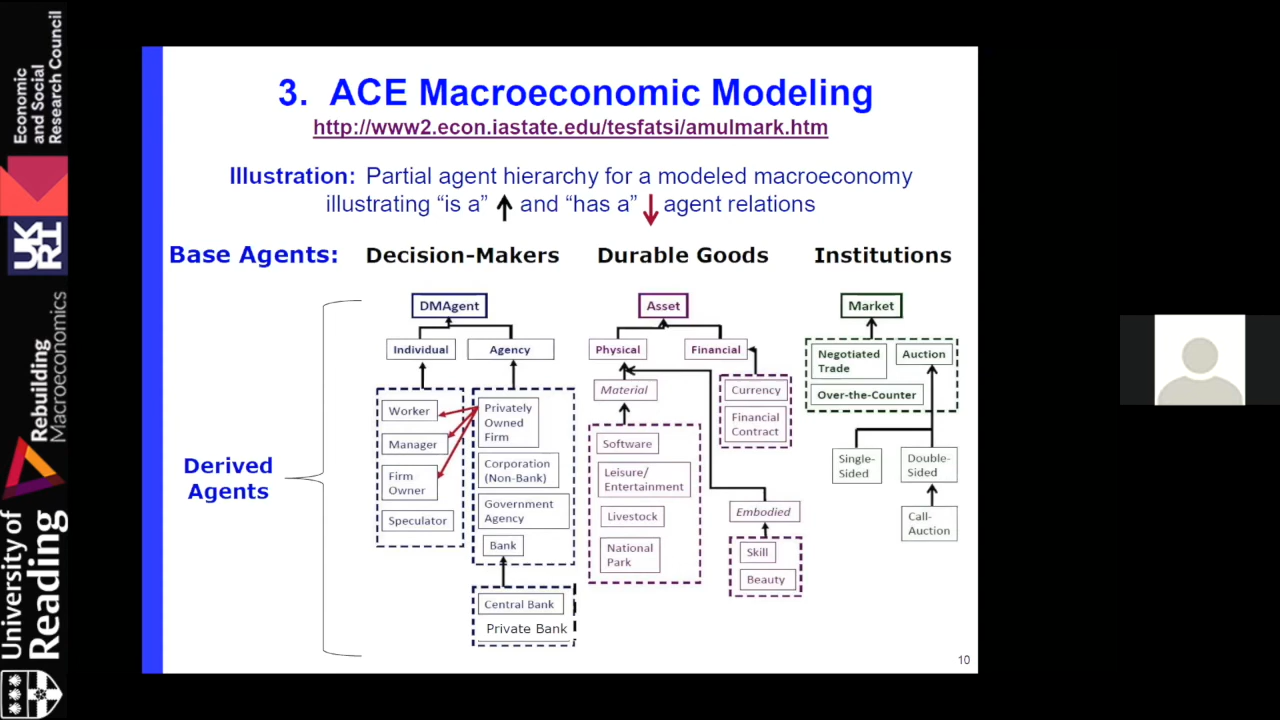 3. ACE Macroeconomic Modeling
http://www2.econ.iastate.edu/tesfatsi/amulmark.htm
Illustration: Partial agent hierarchy for a modeled macroeconomy
illustrating “is a” and “has a” agent relations
Base Agents: Decision-Makers Durable Goods Institutions
DMAgent
Individual
Agency
Worker
Manager
Firm
Owner
Speculator
Privately
Owned
Firm
Corporation
(Non-Bank)
Government
Agency
Bank
Central Bank
Private Bank
Asset
Physical
Financial
Material
Software
Leisure/
Entertainment
Livestock
National
Park
Currency
Financial
Contract
Embodied
Skill
Beauty
Market
Negotiated
Trade
Auction
Over-the-Counter
Single-
Sided
Double-
Sided
Call-
Auction
Derived
Agents
10
Economic
and Social
Research Council
UKRI
Rebuilding
Macroeconomics
University of
Reading